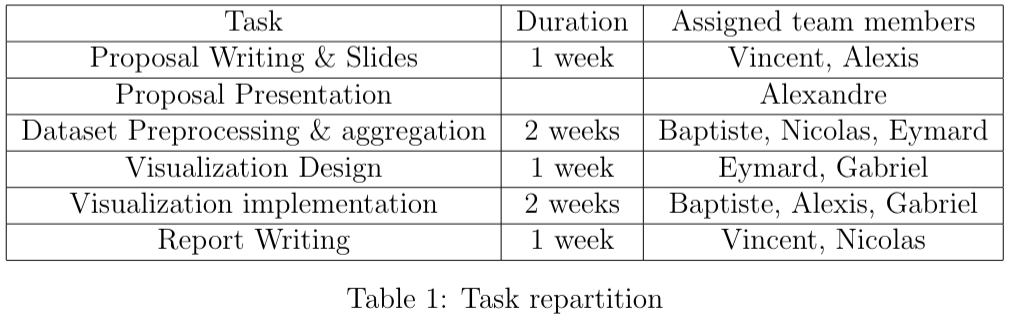 Task Duration Assigned team members
Proposal Writing & Slides 1 week Vincent, Alexis
Proposal Presentation Alexandre
Dataset Preprocessing & aggregation 2 weeks Baptiste, Nicolas, Eymard
Visualization Design 1 week Eymard, Gabriel
Visualization implementation 2 weeks Baptiste, Alexis, Gabriel
Report Writing 1 week Vincent, Nicolas
Table 1: Task repartition